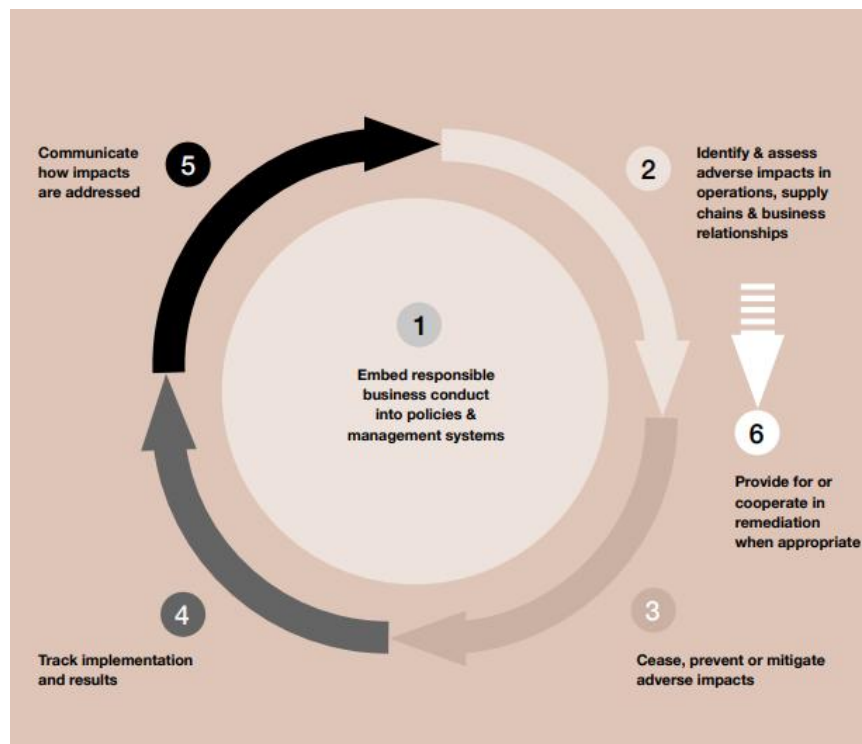 1
Embed responsible
business conduct
into policies &
management systems
2
Identify & assess
adverse impacts in
operations, supply
chains & business
relationships
3
Cease, prevent or mitigate
adverse impacts
4
Track implementation
and results
5
Communicate
how impacts
are addressed
6
Provide for or
cooperate in
remediation
when appropriate